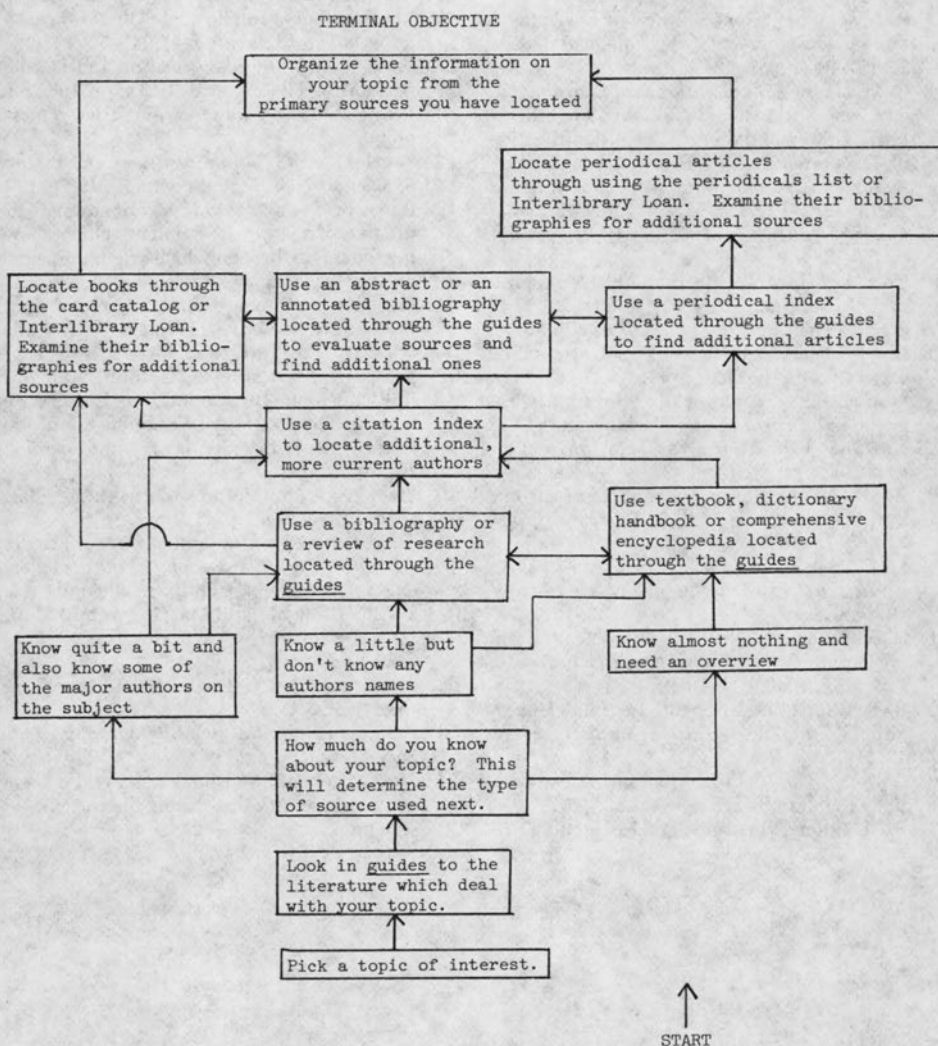 TERMINAL OBJECTIVE
Organize the information on
your topic from the
primary sources you have located
Locate periodical articles
through using the periodicals list or
Interlibrary Loan. Examine their biblio-
graphies for additional sources
Locate books through
the card catalog or
Interlibrary Loan.
Examine their biblio-
graphies for additional
sources
Use an abstract or an
annotated bibliography
located through the guides
to evaluate sources and
find additional ones
Use a periodical index
located through the guides
to find additional articles
Use a citation index
to locate additional,
more current authors
Use a bibliography or
a review of research
located through the
guides
Use textbook, dictionary
handbook or comprehensive
encyclopedia located
through the guides
Know quite a bit and
also know some of
the major authors on
the subject
Know a little but
don't know any
authors names
Know almost nothing and
need an overview
How much do you know
about your topic? This
will determine the type
of source used next.
Look in guides to the
literature which deal
with your topic.
Pick a topic of interest.
START